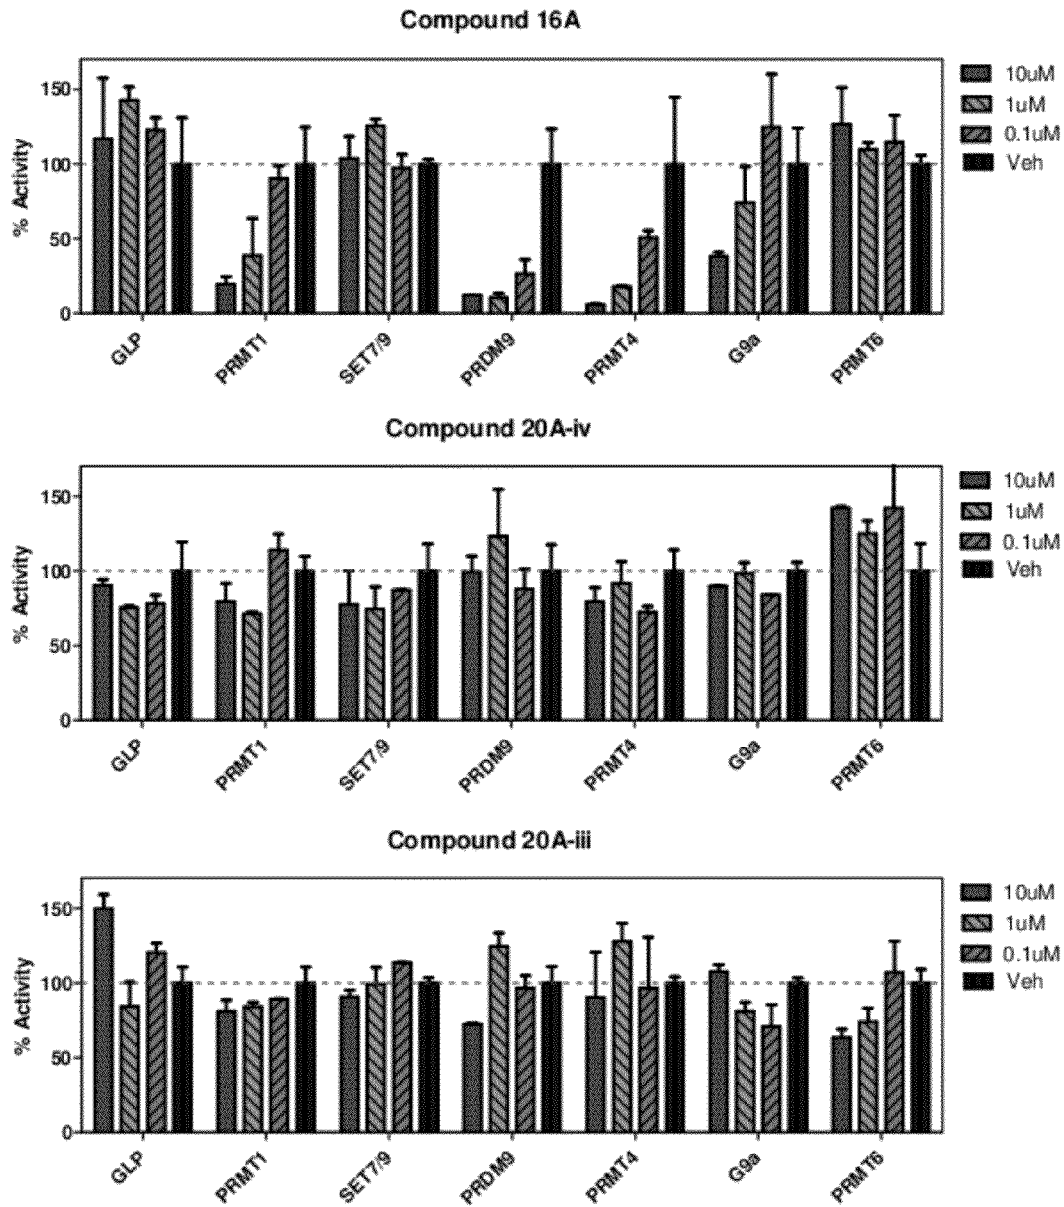 Compound 16A
% Activity
150
100
50
0
10uM
1uM
0.1uM
Veh
GLP
PRMT1
SET7/9
PRDM9
PRMT4
G9a
PRMT6
Compound 20A-iv
% Activity
150
100
50
0
10uM
1uM
0.1uM
Veh
GLP
PRMT1
SET7/9
PRDM9
PRMT4
G9a
PRMT6
Compound 20A-iii
% Activity
150
100
50
0
10uM
1uM
0.1uM
Veh
GLP
PRMT1
SET7/9
PRDM9
PRMT4
G9a
PRMT6